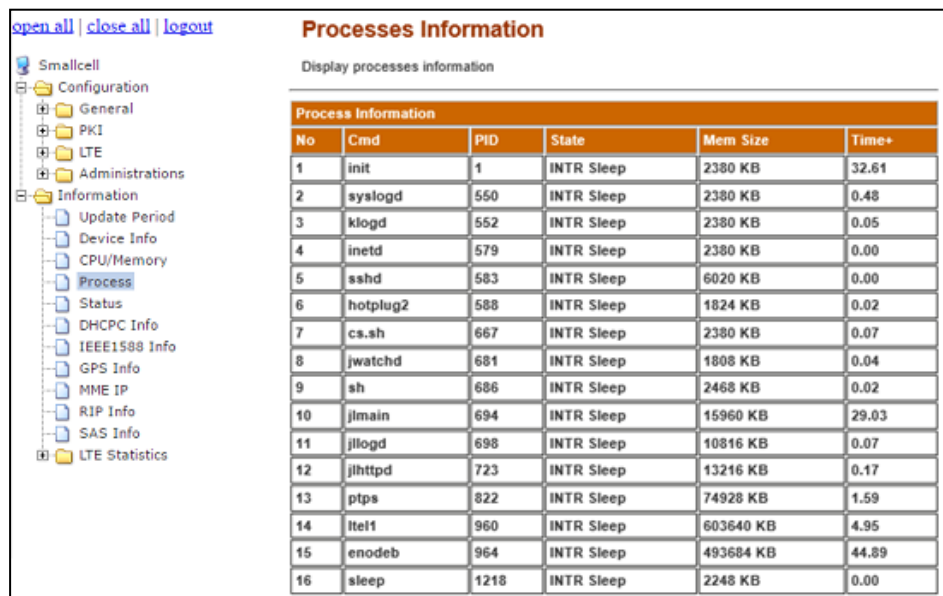 open all | close all | logout
Smallcell
Configuration
General
PKI
LTE
Administrations
Information
Update Period
Device Info
CPU/Memory
Process
Status
DHCPC Info
IEEE1588 Info
GPS Info
MME IP
RIP Info
SAS Info
LTE Statistics
Processes Information
Display processes information
Process Information
No Cmd PID State Mem Size Time+
1 init 1 INTR Sleep 2380 KB 32.61
2 syslogd 550 INTR Sleep 2380 KB 0.48
3 klogd 552 INTR Sleep 2380 KB 0.05
4 inetd 579 INTR Sleep 2380 KB 0.00
5 sshd 583 INTR Sleep 6020 KB 0.00
6 hotplug2 588 INTR Sleep 1824 KB 0.02
7 cs.sh 667 INTR Sleep 2380 KB 0.07
8 jwatchd 681 INTR Sleep 1808 KB 0.04
9 sh 686 INTR Sleep 2468 KB 0.02
10 jlmain 694 INTR Sleep 15960 KB 29.03
11 jllogd 698 INTR Sleep 10816 KB 0.07
12 jlhttpd 723 INTR Sleep 13216 KB 0.17
13 ptps 822 INTR Sleep 74928 KB 1.59
14 ltel1 960 INTR Sleep 603640 KB 4.95
15 enodeb 964 INTR Sleep 493684 KB 44.89
16 sleep 1218 INTR Sleep 2248 KB 0.00